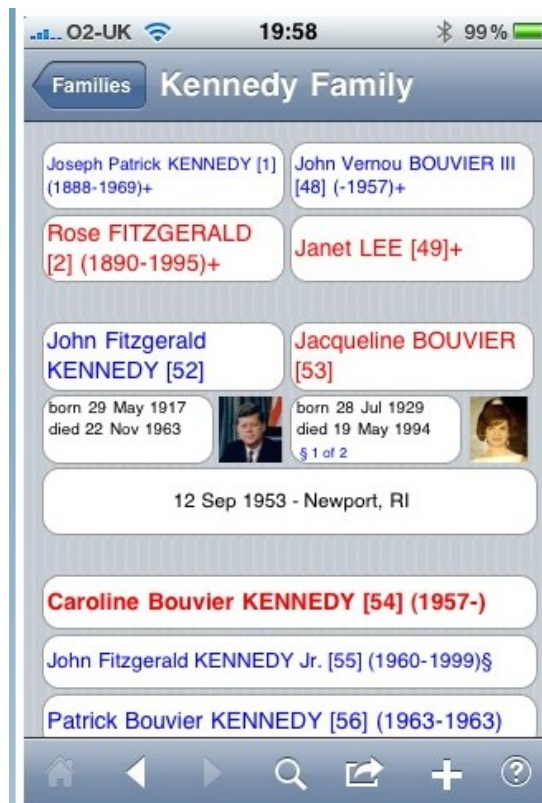 O2-UK 19:58 99%
Families Kennedy Family
Joseph Patrick KENNEDY [1]
(1888-1969)+
John Vernou BOUVIER III
[48] (-1957)+
Rose FITZGERALD
[2] (1890-1995)+
Janet LEE [49]+
John Fitzgerald
KENNEDY [52]
Jacqueline BOUVIER
[53]
born 29 May 1917
died 22 Nov 1963
born 28 Jul 1929
died 19 May 1994
§ 1 of 2
12 Sep 1953 - Newport, RI
Caroline Bouvier KENNEDY [54] (1957-)
John Fitzgerald KENNEDY Jr. [55] (1960-1999)§
Patrick Bouvier KENNEDY [56] (1963-1963)